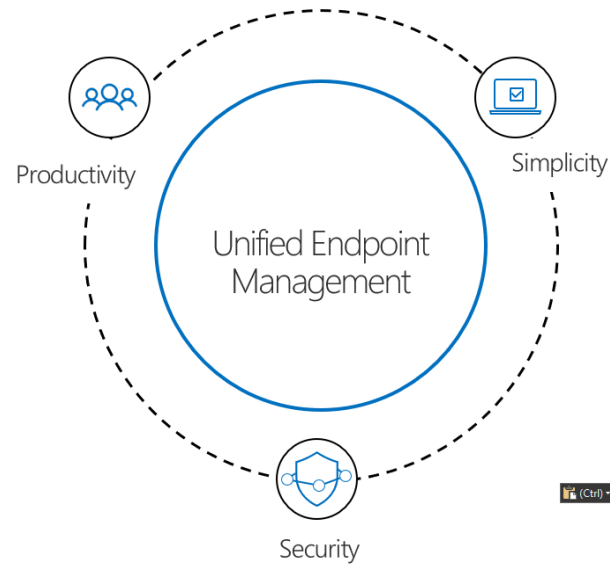 Productivity
Simplicity
Unified Endpoint
Management
Security
(Ctrl)